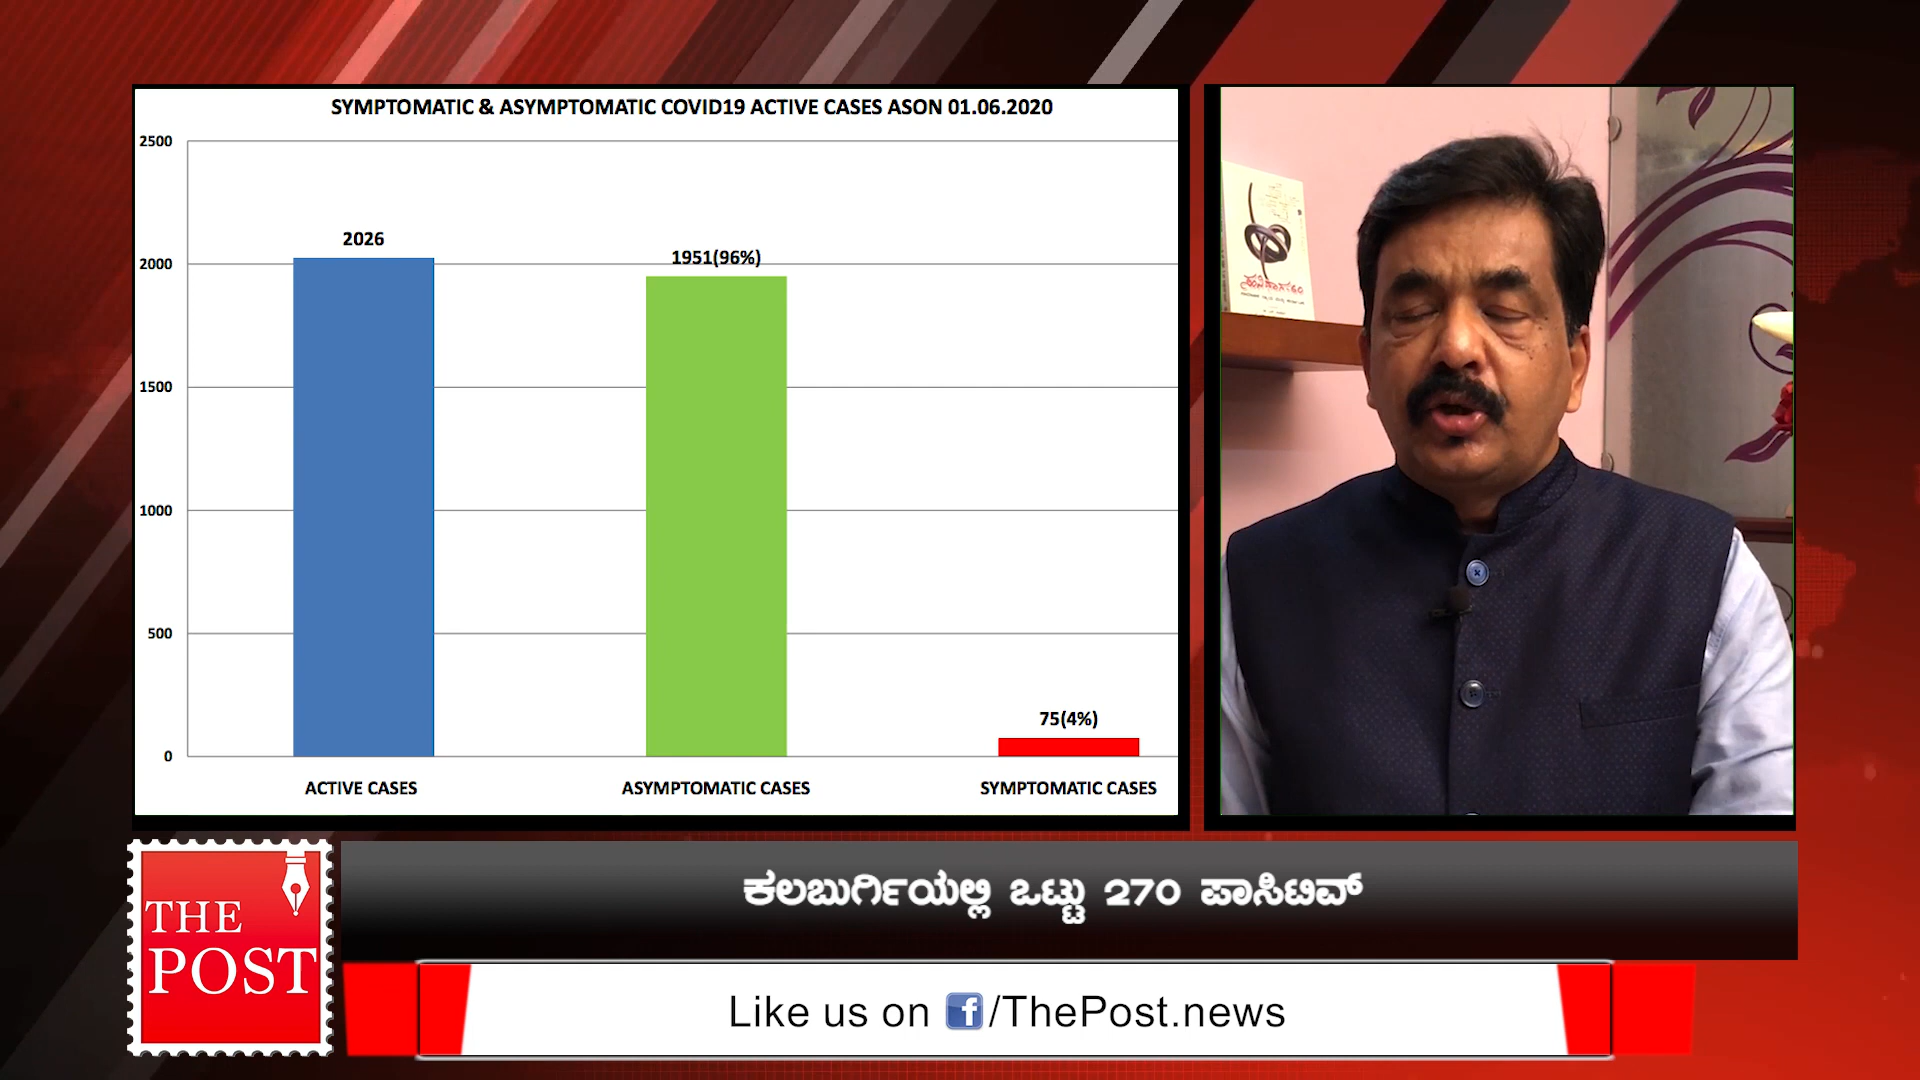 SYMPTOMATIC & ASYMPTOMATIC COVID19 ACTIVE CASES ASON 01.06.2020
2500
2000
1500
1000
500
0
2026
1951(96%)
75(4%)
ACTIVE CASES
ASYMPTOMATIC CASES
SYMPTOMATIC CASES
THE
POST
ಕಲಬುರ್ಗಿಯಲ್ಲಿ ಒಟ್ಟು 270 ಪಾಸಿಟಿವ್
Like us on f/ThePost.news